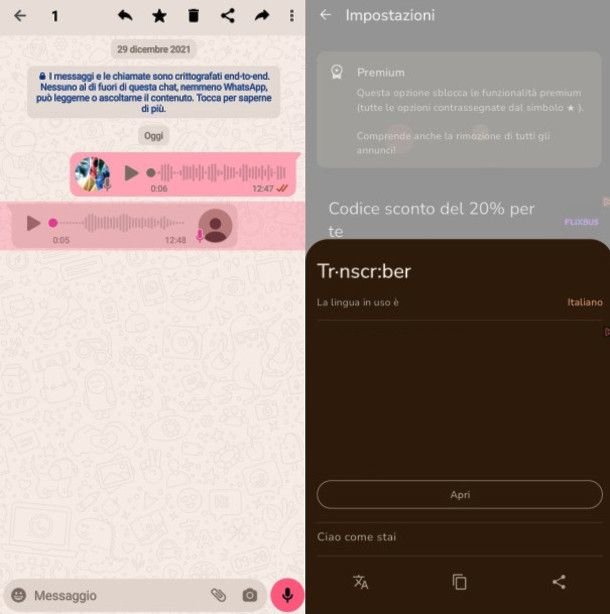 1
29 dicembre 2021
I messaggi e le chiamate sono crittografati end-to-end.
Nessuno al di fuori di questa chat, nemmeno WhatsApp,
può leggerne o ascoltarne il contenuto. Tocca per saperne
di più.
Oggi
0:06
12:47
0:05
12:48
Messaggio
Impostazioni
Premium
Questa opzione sblocca le funzionalità premium
(tutte le opzioni contrassegnate dal simbolo ★ ).
Comprende anche la rimozione di tutti gli
annunci!
Codice sconto del 20% per
te
FLiXBUS
Tr·nscr:ber
La lingua in uso è
Italiano
Apri
Ciao come stai